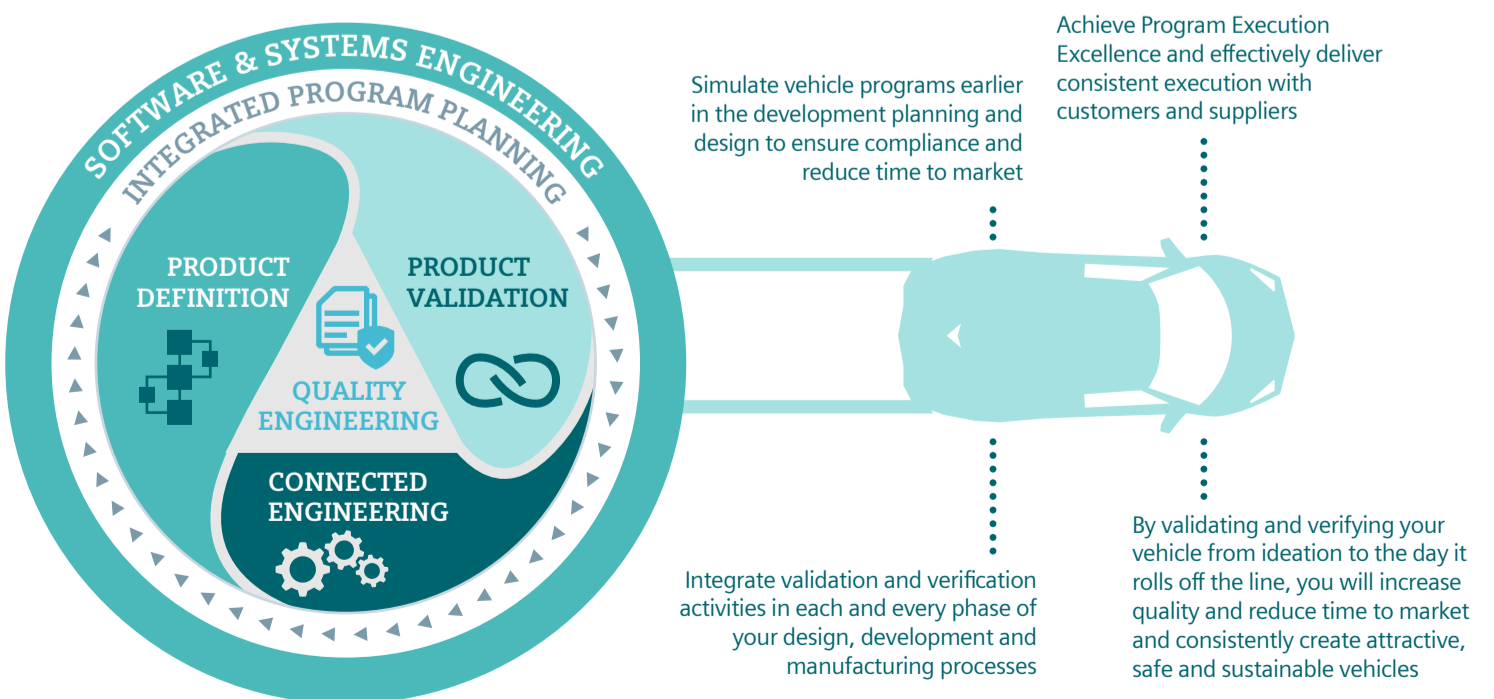 SOFTWARE & SYSTEMS ENGINEERING
INTEGRATED PROGRAM PLANNING
PRODUCT
DEFINITION
PRODUCT
VALIDATION
QUALITY
ENGINEERING
CONNECTED
ENGINEERING
Simulate vehicle programs earlier
in the development planning and
design to ensure compliance and
reduce time to market
Achieve Program Execution
Excellence and effectively deliver
consistent execution with
customers and suppliers
Integrate validation and verification
activities in each and every phase of
your design, development and
manufacturing processes
By validating and verifying your
vehicle from ideation to the day it
rolls off the line, you will increase
quality and reduce time to market
and consistently create attractive,
safe and sustainable vehicles